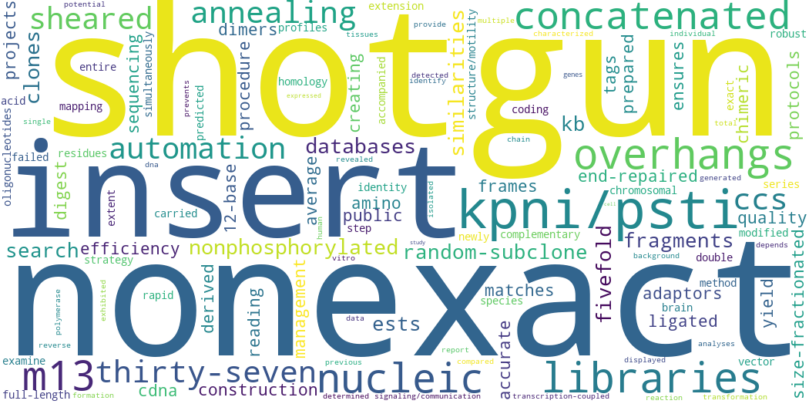 shotgun
insert
nonexact
concatenated
kpni/psti
overhangs
libraries
nucleic
thirty-seven
m13
annealing
sheared
automation
databases
random-subclone
nonphosphorylated
ccs
kb
fragments
ligated
adaptors
ests
cdna
construction
search
efficiency
end-repaired
fivefold
quality
matches
frames
amino
public
identity
average
12-base
digest
residues
projects
clones
acid
failed
oligonucleotides
single
mapping
entire
sequencing
simultaneously
prevents
predicted
procedure
dimers
profiles
homology
extension
potential
tissues
creating
accompanied
provide
detected
identify
similarities
structure/motility
multiple
characterized
coding
chain
genes
tags
prepared
individual
ensures
exact
total
chimeric
robust
protocols
expressed
extent
carried
dna
revealed
human
step
isolated
study
vitro
newly
complementary
chromosomal
generated
series
modified
background
double
depends
cell
strategy
exhibited
rapid
polymerase
reverse
derived
reading
management
data
previous
species
brain
method
yield
analyses
size-fractionated
examine
full-length
formation
determined
signaling/communication
report
compared
accurate
transcription-coupled
displayed
vector
reaction
transformation